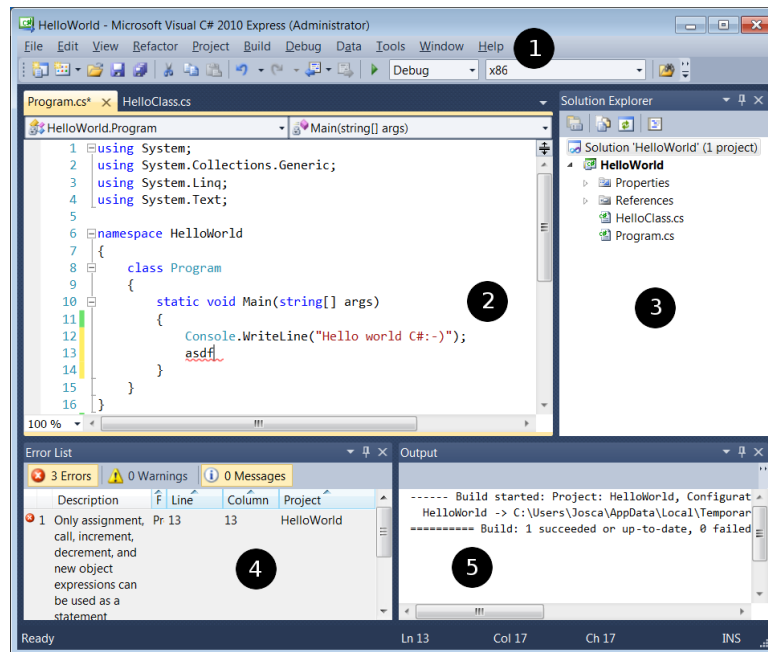 HelloWorld - Microsoft Visual C# 2010 Express (Administrator)
File Edit View Refactor Project Build Debug Data Tools Window Help
1
Debug x86
Program.cs* HelloClass.cs
HelloWorld.Program Main(string[] args)
1 using System;
2 using System.Collections.Generic;
3 using System.Linq;
4 using System.Text;
5
6 namespace HelloWorld
7 {
8 class Program
9 {
10 static void Main(string[] args)
11 {
12 Console.WriteLine("Hello world C#:-)");
13 asdf
14 }
15 }
16 }
2
100 %
Solution Explorer
Solution 'HelloWorld' (1 project)
HelloWorld
Properties
References
HelloClass.cs
Program.cs
3
Error List
3 Errors 0 Warnings 0 Messages
Description F Line Column Project
1 Only assignment, Pr 13 13 HelloWorld
call, increment,
decrement, and
new object
expressions can
be used as a
statement
4
Output
------ Build started: Project: HelloWorld, Configurat
HelloWorld -> C:\Users\Josca\AppData\Local\Temporar
========== Build: 1 succeeded or up-to-date, 0 failed
5
Ready Ln 13 Col 17 Ch 17 INS